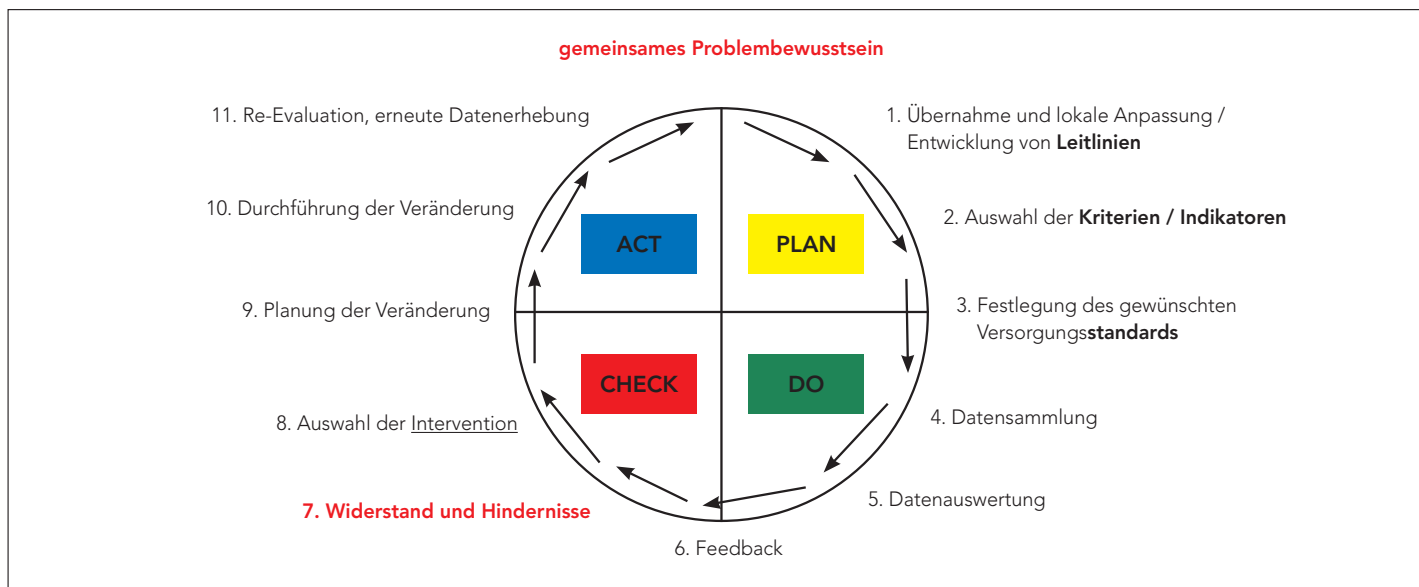 gemeinsames Problembewusstsein
1. Übernahme und lokale Anpassung /
Entwicklung von Leitlinien
2. Auswahl der Kriterien / Indikatoren
3. Festlegung des gewünschten
Versorgungsstandards
4. Datensammlung
5. Datenauswertung
6. Feedback
7. Widerstand und Hindernisse
8. Auswahl der Intervention
9. Planung der Veränderung
10. Durchführung der Veränderung
11. Re-Evaluation, erneute Datenerhebung
ACT
PLAN
CHECK
DO